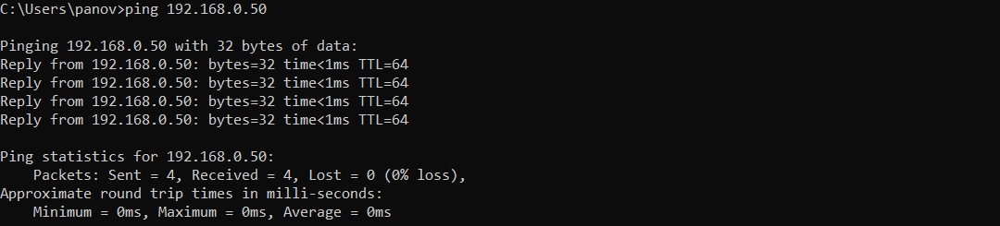 C:\Users\panov>ping 192.168.0.50
Pinging 192.168.0.50 with 32 bytes of data:
Reply from 192.168.0.50: bytes=32 time<1ms TTL=64
Reply from 192.168.0.50: bytes=32 time<1ms TTL=64
Reply from 192.168.0.50: bytes=32 time<1ms TTL=64
Reply from 192.168.0.50: bytes=32 time<1ms TTL=64
Ping statistics for 192.168.0.50:
    Packets: Sent = 4, Received = 4, Lost = 0 (0% loss),
Approximate round trip times in milli-seconds:
    Minimum = 0ms, Maximum = 0ms, Average = 0ms